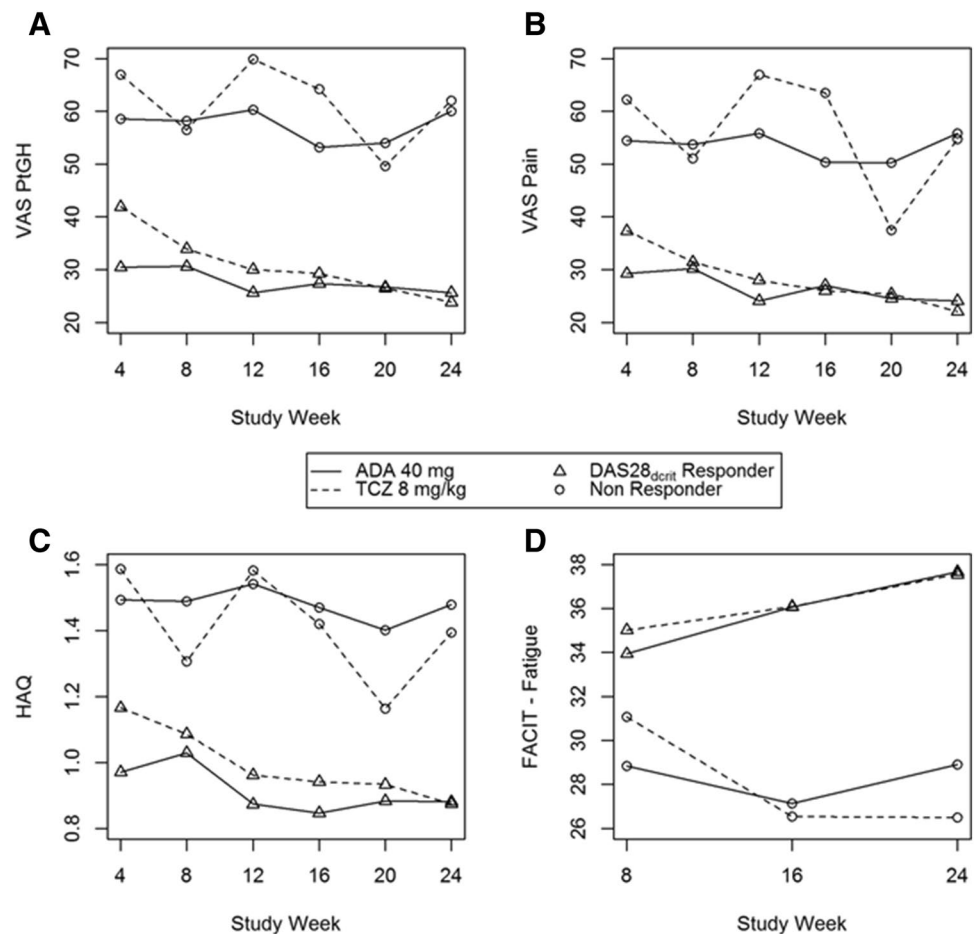 A
B
VAS PtGH
70
60
50
40
30
20
4 8 12 16 20 24
Study Week
VAS Pain
70
60
50
40
30
20
4 8 12 16 20 24
Study Week
ADA 40 mg
TCZ 8 mg/kg
DAS28dcrit Responder
Non Responder
C
D
HAQ
1.6
1.4
1.2
1.0
0.8
4 8 12 16 20 24
Study Week
FACIT - Fatigue
38
36
34
32
30
28
26
8 16 24
Study Week